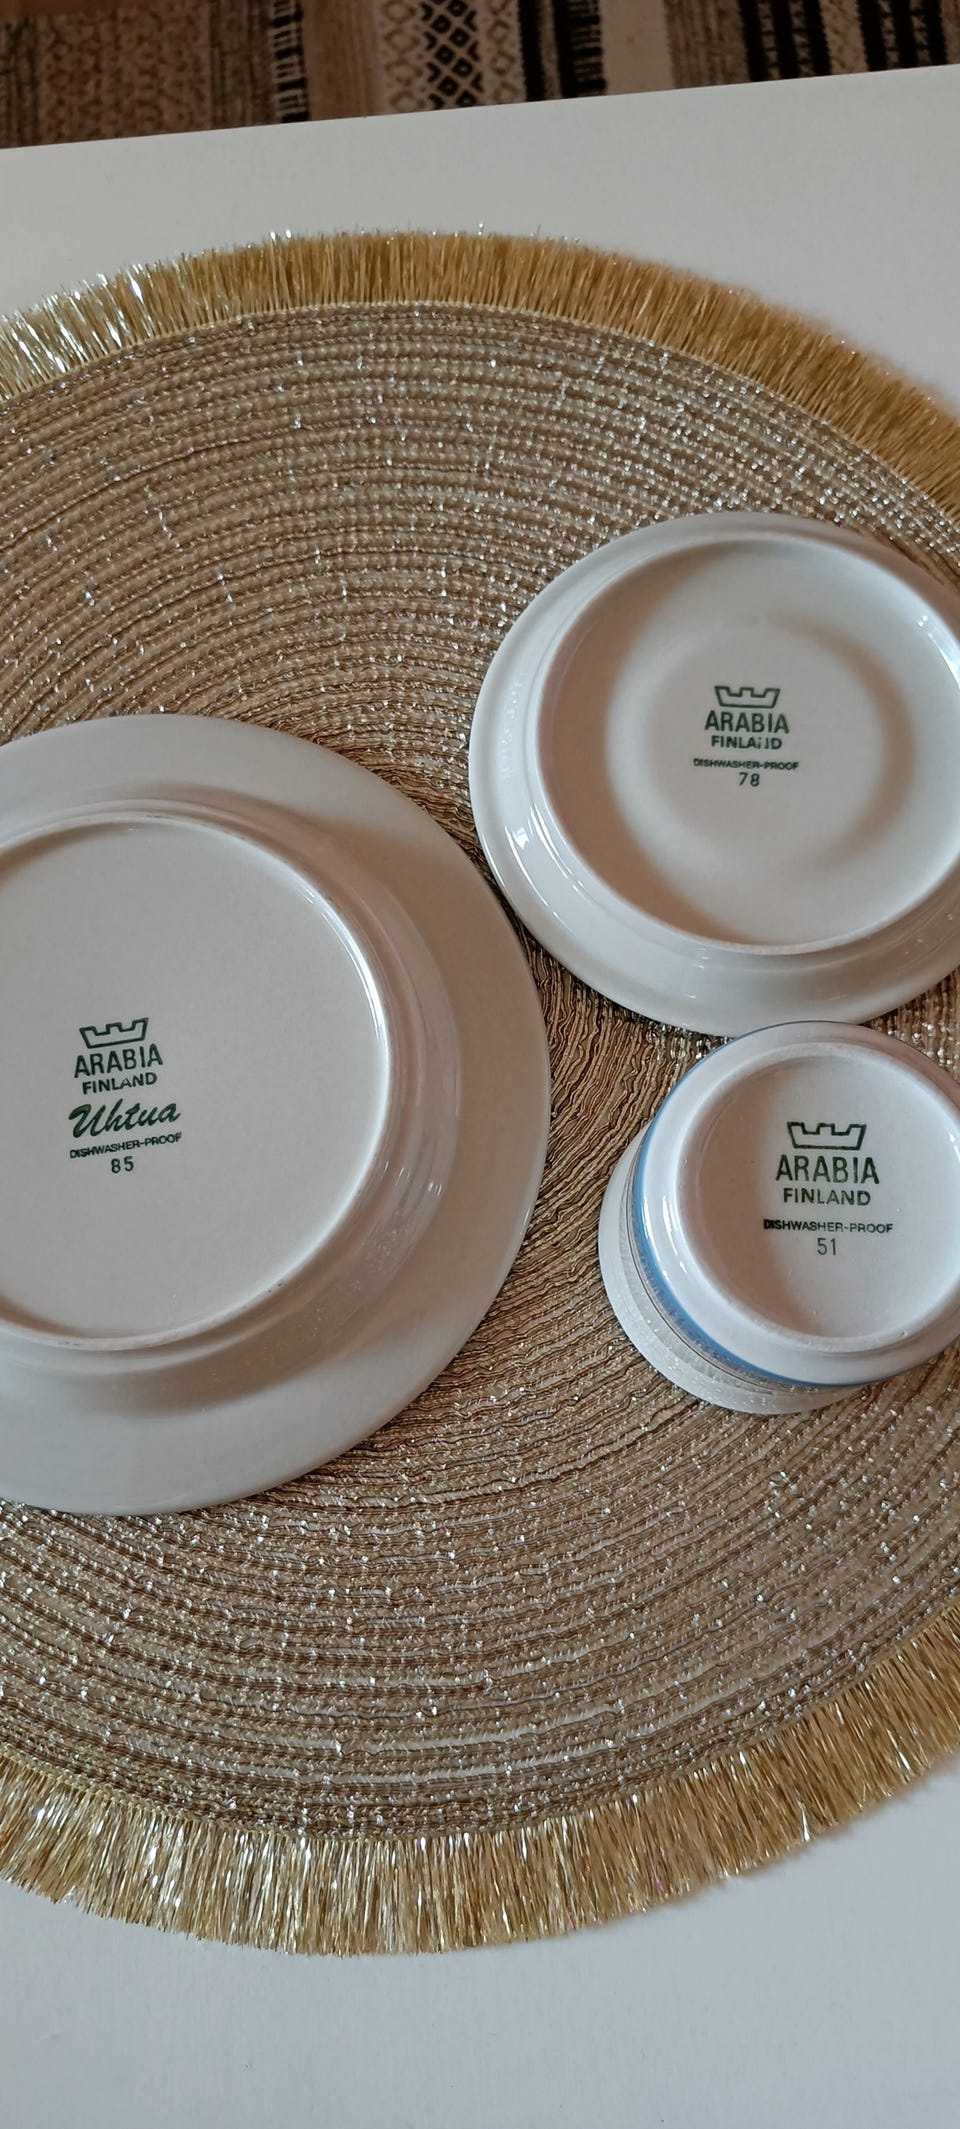 ARABIA
FINLAND
DISHWASHER-PROOF
78
ARABIA
FINLAND
Uhtua
DISHWASHER-PROOF
85
ARABIA
FINLAND
DISHWASHER-PROOF
51